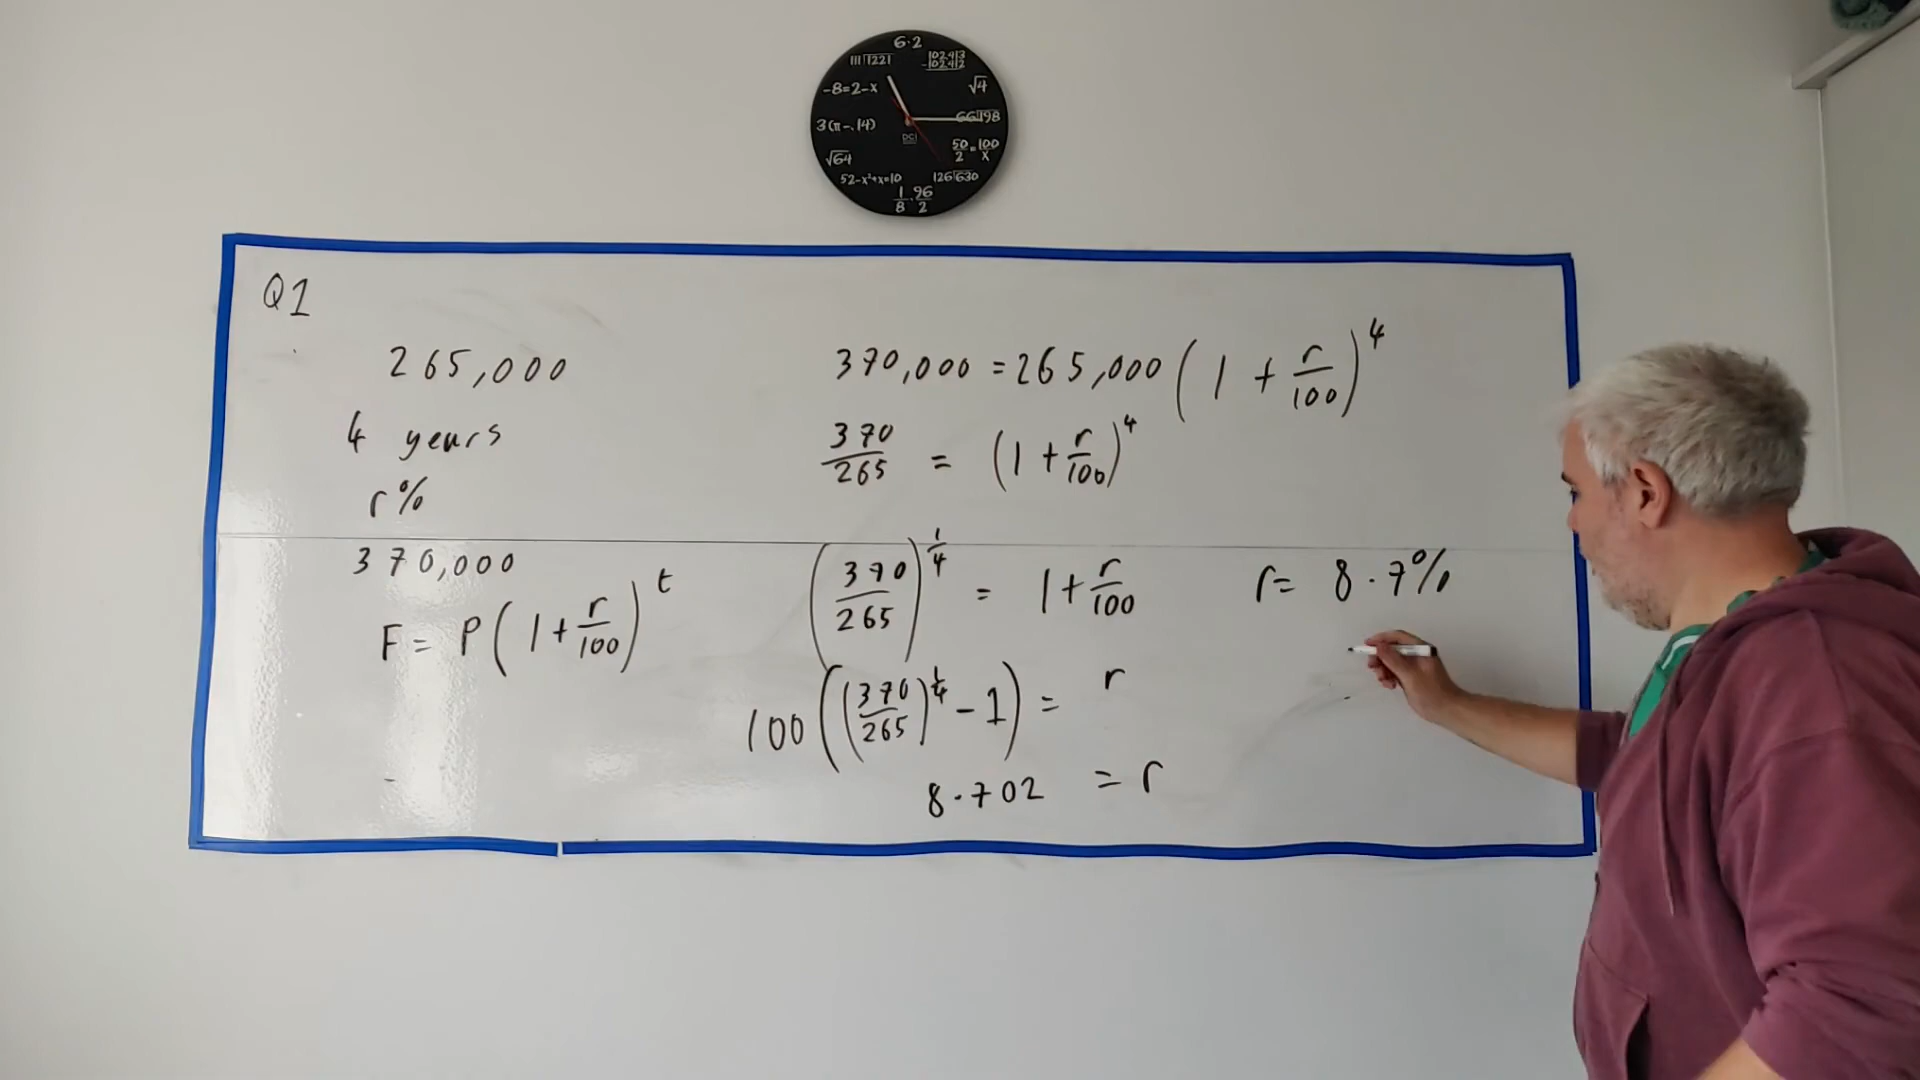 6·2
111⟌1221
102,413
-102,412
-8=2-x
√4
3(π-.14)
66⟌198
50/2=100/x
√64
52-x²+x=10
126⟌630
1/8·96/2
Q1
265,000
4 years
r%
370,000
F= P(1+r/100)^t
370,000 = 265,000(1+r/100)^4
370/265 = (1+r/100)^4
(370/265)^1/4 = 1+r/100
100((370/265)^1/4 - 1) = r
8.702 = r
r= 8.7%